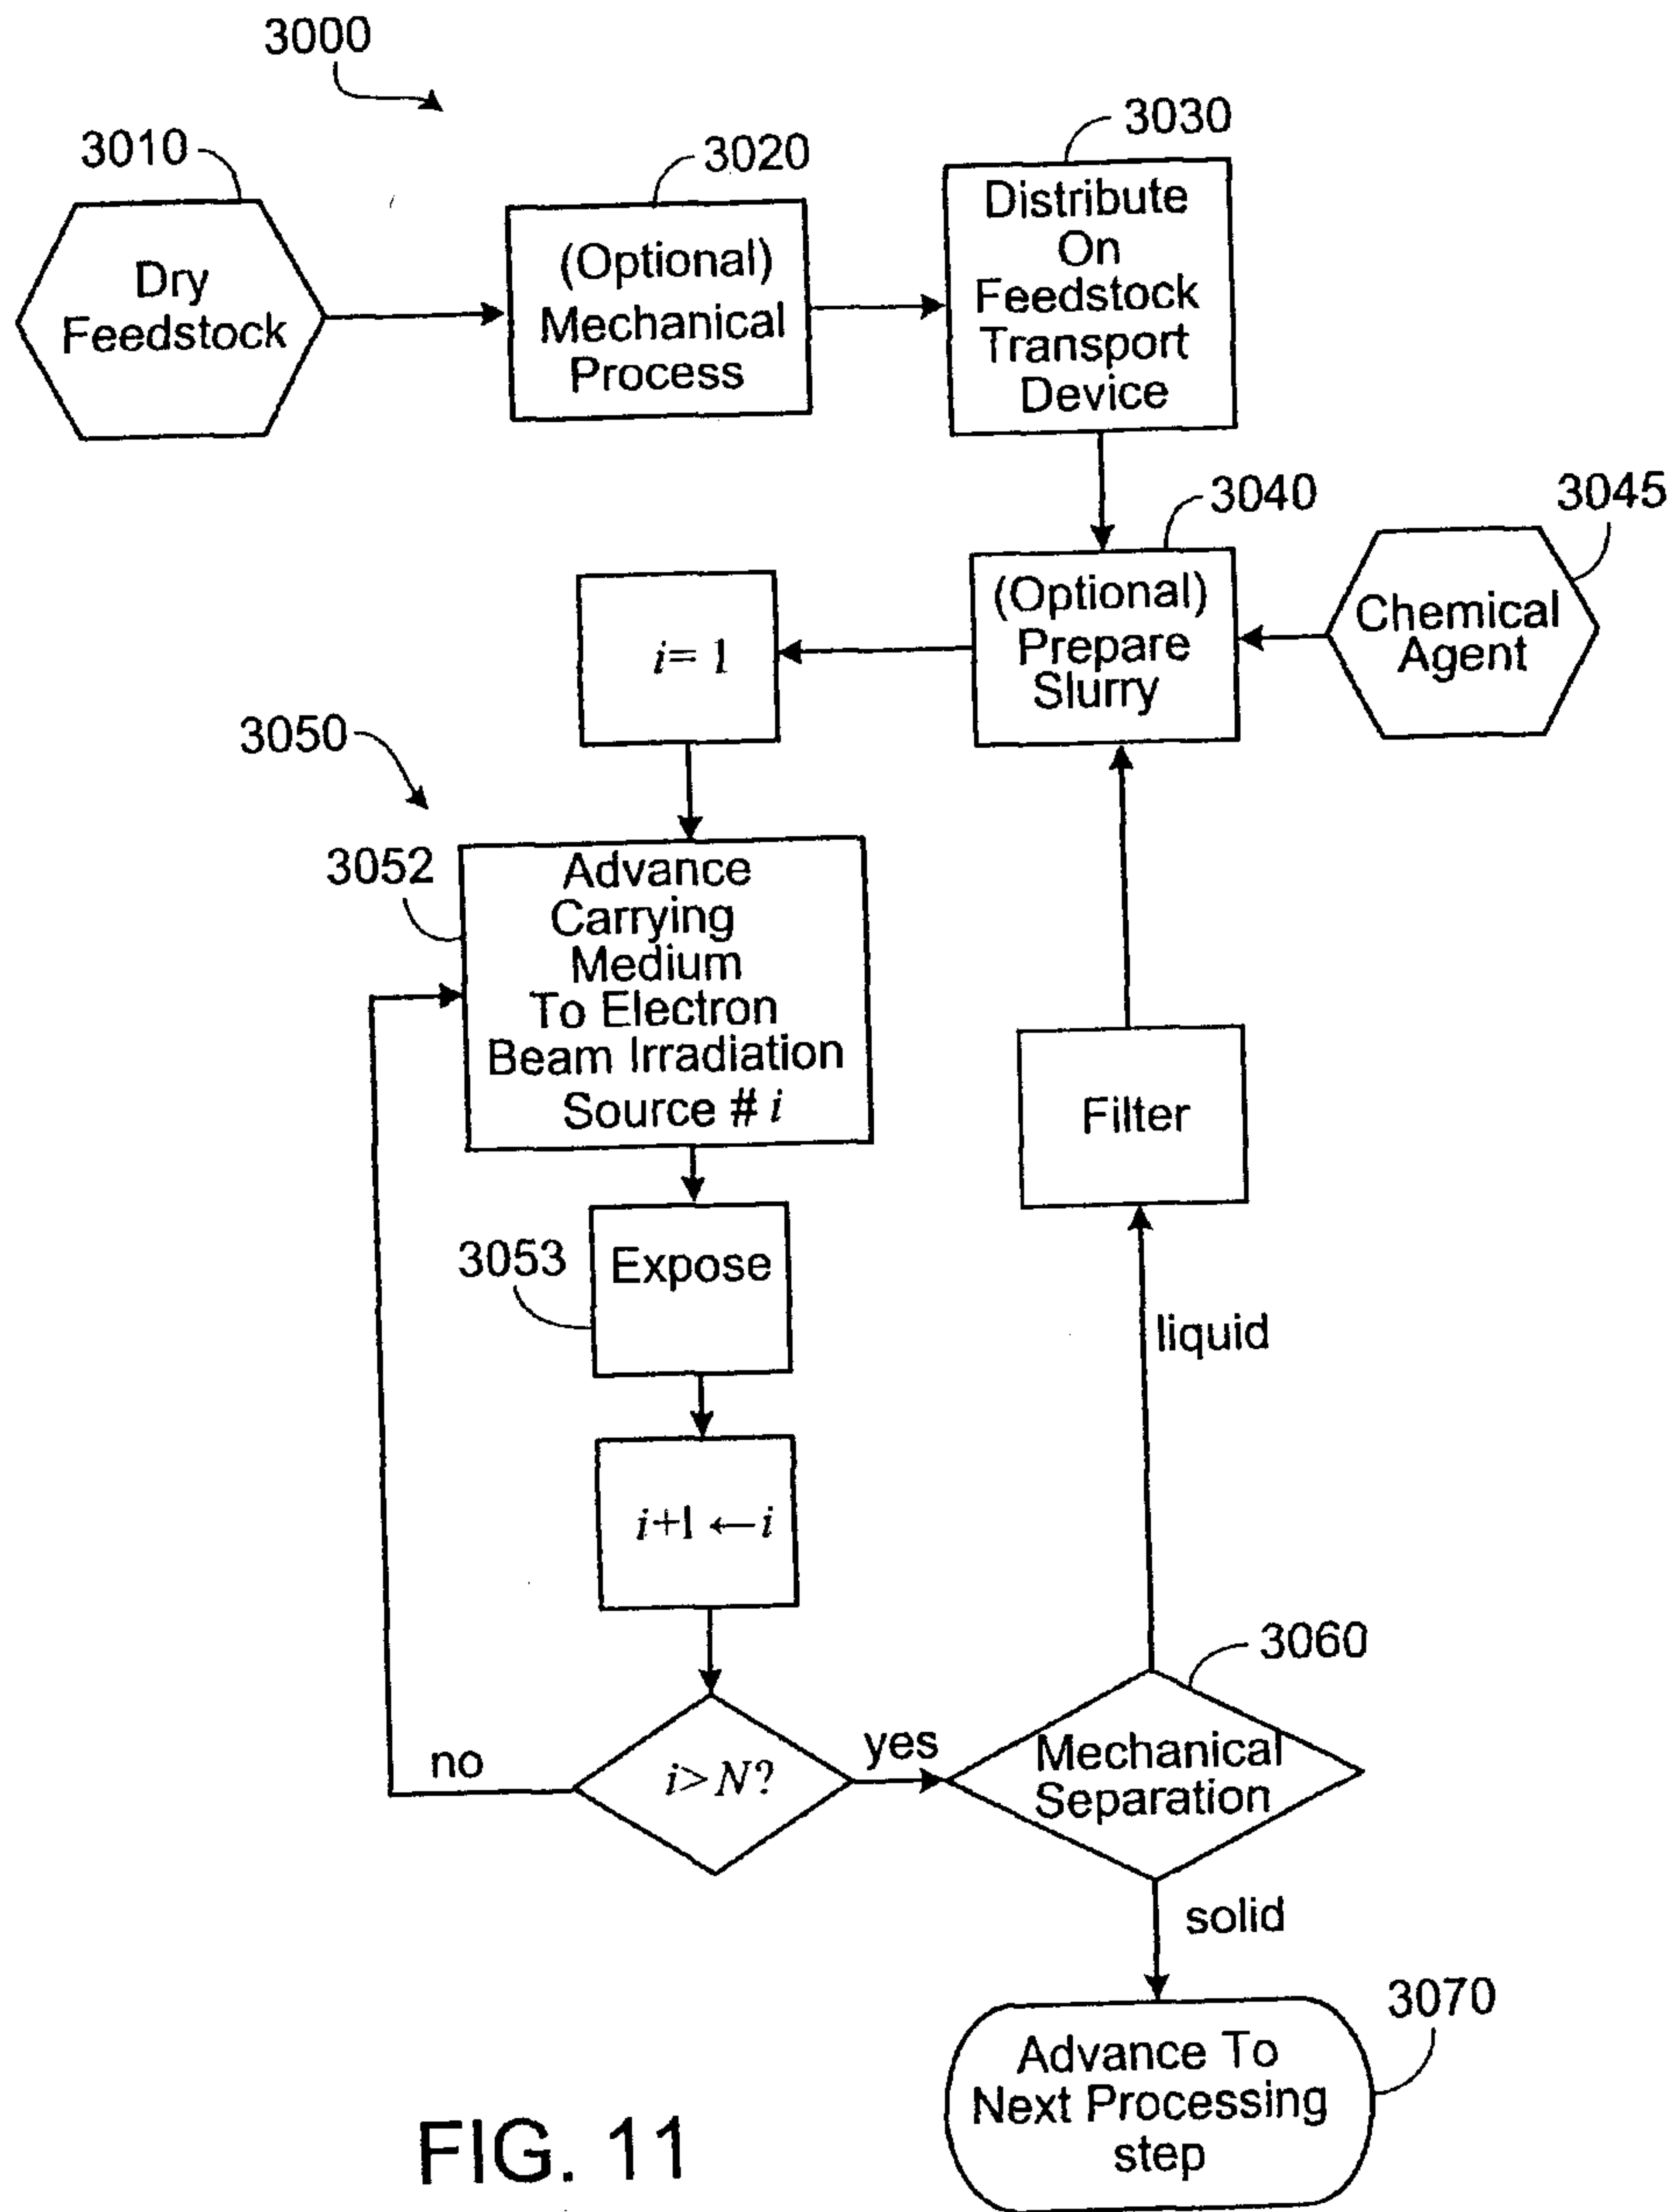 3000
3010
Dry
Feedstock
3020
(Optional)
Mechanical
Process
3030
Distribute
On
Feedstock
Transport
Device
3040
(Optional)
Prepare
Slurry
3045
Chemical
Agent
i= 1
3050
3052
Advance
Carrying
Medium
To Electron
Beam Irradiation
Source # i
3053
Expose
i+1 ←i
i>N?
no
yes
Filter
liquid
3060
Mechanical
Separation
solid
3070
Advance To
Next Processing
step
FIG. 11